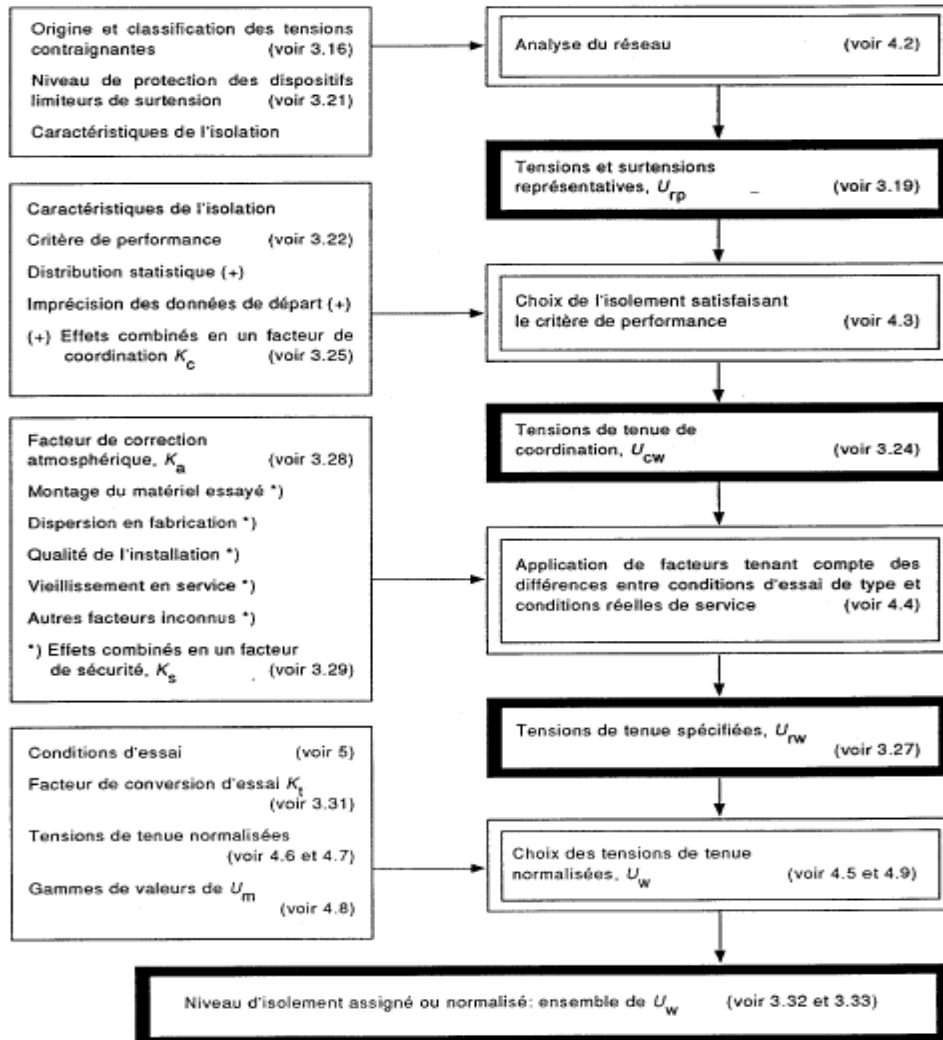 Origine et classification des tensions
contraignantes (voir 3.16)
Niveau de protection des dispositifs
limiteurs de surtension (voir 3.21)
Caractéristiques de l'isolation
Analyse du réseau (voir 4.2)
Tensions et surtensions
représentatives, U_rp – (voir 3.19)
Caractéristiques de l'isolation
Critère de performance (voir 3.22)
Distribution statistique (+)
Imprécision des données de départ (+)
(+) Effets combinés en un facteur de
coordination K_c (voir 3.25)
Choix de l'isolement satisfaisant
le critère de performance (voir 4.3)
Tensions de tenue de
coordination, U_cw (voir 3.24)
Facteur de correction
atmosphérique, K_a (voir 3.28)
Montage du matériel essayé *)
Dispersion en fabrication *)
Qualité de l'installation *)
Vieillissement en service *)
Autres facteurs inconnus *)
*) Effets combinés en un facteur
de sécurité, K_s (voir 3.29)
Application de facteurs tenant compte des
différences entre conditions d'essai de type et
conditions réelles de service (voir 4.4)
Tensions de tenue spécifiées, U_rw
(voir 3.27)
Conditions d'essai (voir 5)
Facteur de conversion d'essai K_t
(voir 3.31)
Tensions de tenue normalisées
(voir 4.6 et 4.7)
Gammes de valeurs de U_m
(voir 4.8)
Choix des tensions de tenue
normalisées, U_w (voir 4.5 et 4.9)
Niveau d'isolement assigné ou normalisé: ensemble de U_w (voir 3.32 et 3.33)